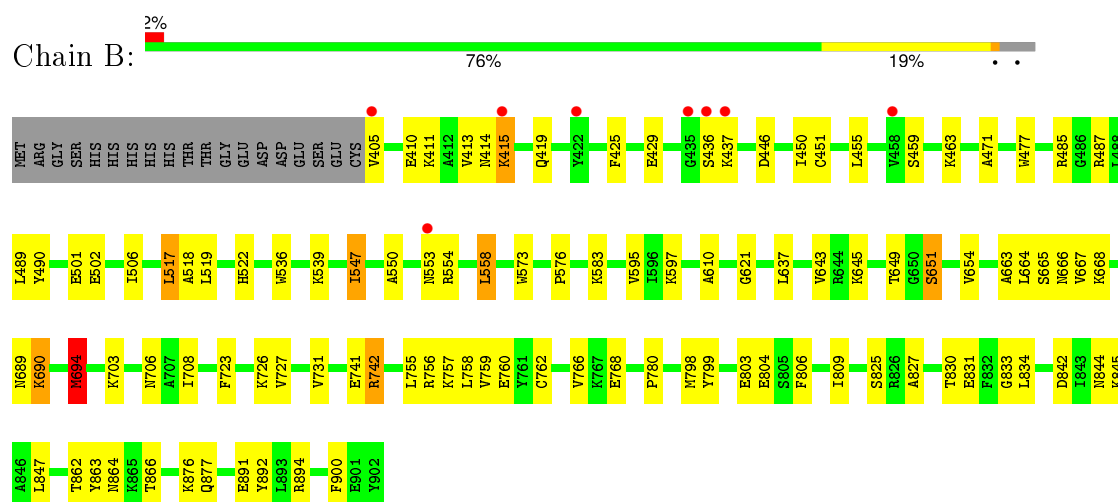 2%
Chain B:
76% 19% • •
MET ARG GLY SER HIS HIS HIS HIS HIS HIS THR THR GLY GLU ASP ASP GLU SER GLU CYS V405 E410 K411 A412 V413 N414 K415 Q419 Y422 F425 E429 G435 S436 K437 D446 I450 C451 L455 V458 S459 K463 A471 W477 R485 G486 R487 L488
L489 Y490 E501 E502 I506 L517 A518 L519 H522 W536 K539 I547 A550 N553 R554 L558 W573 P576 K583 V595 I596 K597 A610 G621 L637 V643 R644 K645 T649 G650 S651 V654 A663 L664 S665 N666 V667 K668
N689 K690 M694 K703 N706 A707 I708 F723 K726 V727 V731 E741 R742 L755 R756 K757 L758 V759 E760 Y761 C762 V766 K767 E768 P780 M798 Y799 E803 E804 S805 F806 I809 S825 R826 A827 T830 E831 F832 G833 L834 D842 I843 N844 K845
A846 L847 T862 Y863 N864 K865 T866 K876 Q877 E891 Y892 L893 R894 F900 E901 Y902